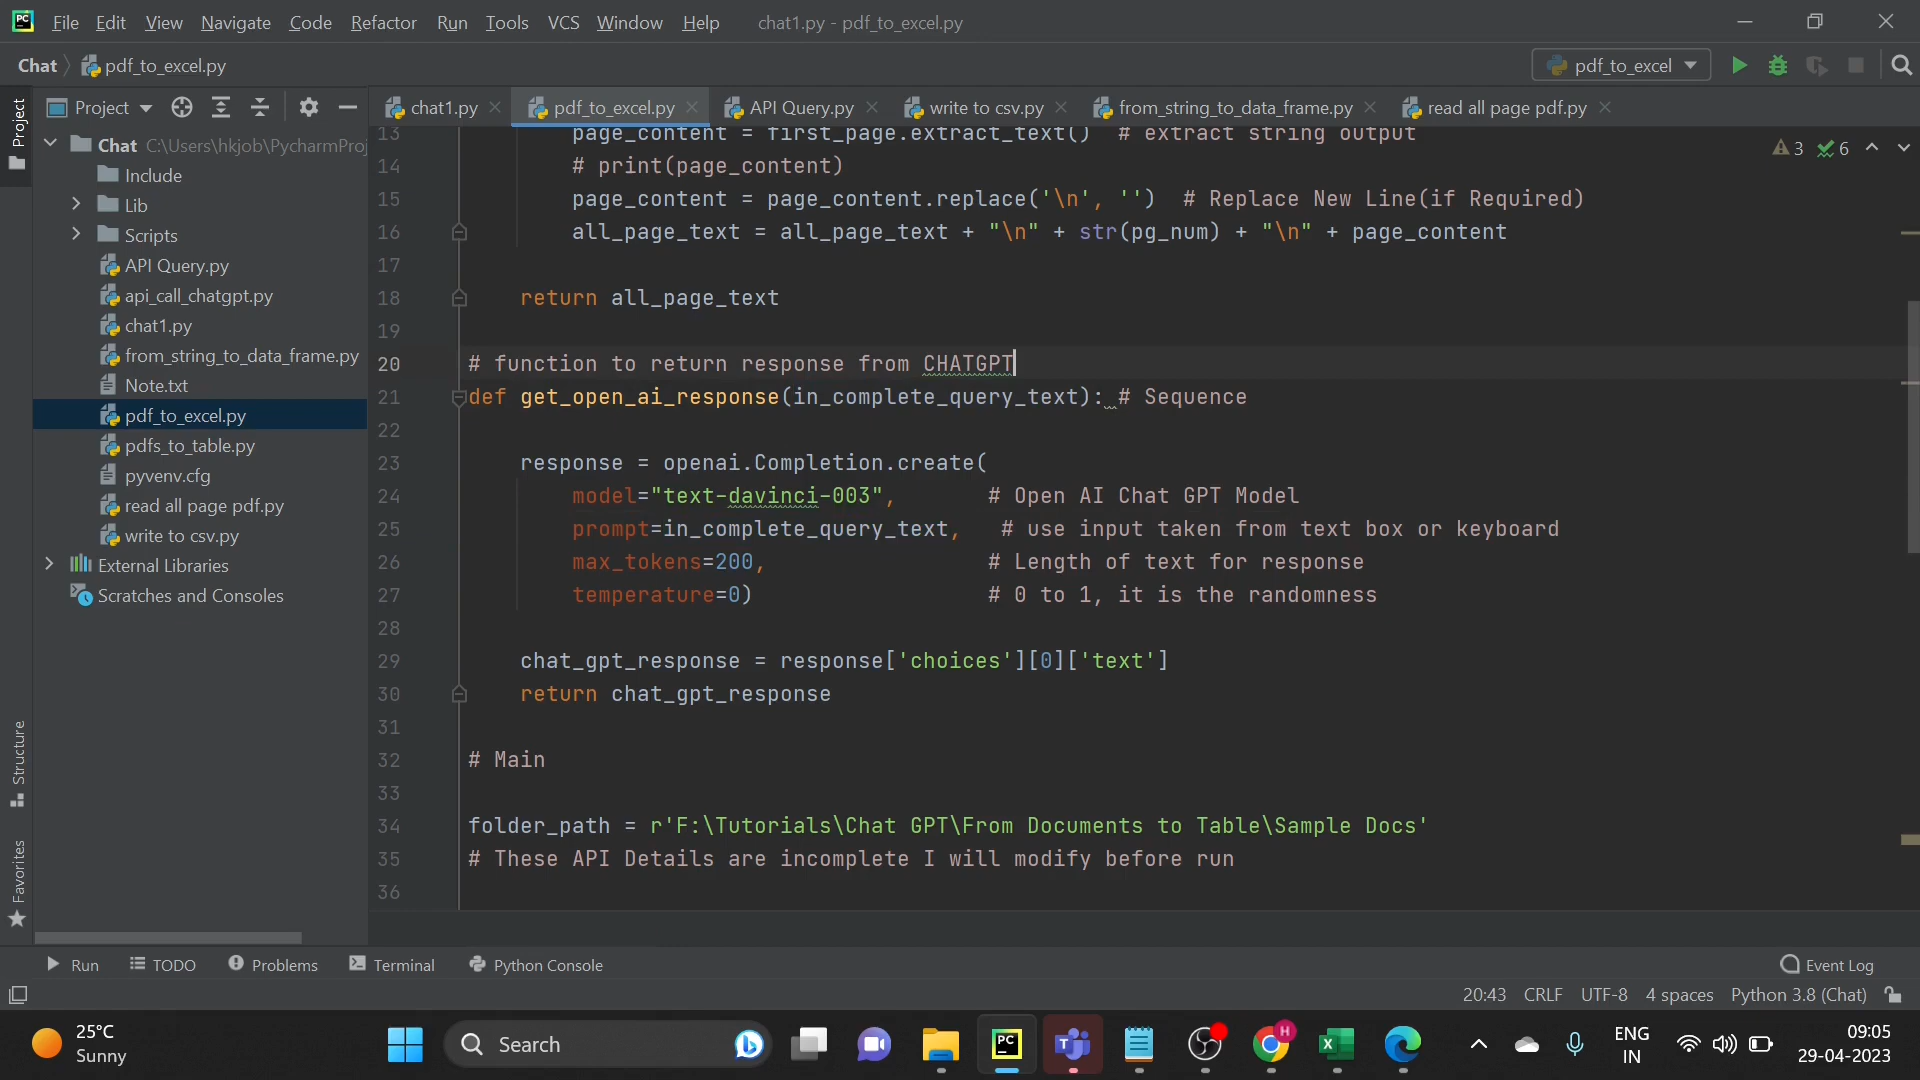 PC File Edit View Navigate Code Refactor Run Tools VCS Window Help chat1.py - pdf_to_excel.py
Chat pdf_to_excel.py pdf_to_excel
Project chat1.py pdf_to_excel.py API Query.py write to csv.py from_string_to_data_frame.py read all page pdf.py
Project
Structure
Favorites
Chat C:\Users\hkjob\PycharmProj
Include
Lib
Scripts
API Query.py
api_call_chatgpt.py
chat1.py
from_string_to_data_frame.py
Note.txt
pdf_to_excel.py
pdfs_to_table.py
pyvenv.cfg
read all page pdf.py
write to csv.py
External Libraries
Scratches and Consoles
3 6
13 page_content = first_page.extract_text() # extract string output
14 # print(page_content)
15 page_content = page_content.replace('\n', '') # Replace New Line(if Required)
16 all_page_text = all_page_text + "\n" + str(pg_num) + "\n" + page_content
17
18 return all_page_text
19
20 # function to return response from CHATGPT
21 def get_open_ai_response(in_complete_query_text): # Sequence
22
23 response = openai.Completion.create(
24 model="text-davinci-003", # Open AI Chat GPT Model
25 prompt=in_complete_query_text, # use input taken from text box or keyboard
26 max_tokens=200, # Length of text for response
27 temperature=0) # 0 to 1, it is the randomness
28
29 chat_gpt_response = response['choices'][0]['text']
30 return chat_gpt_response
31
32 # Main
33
34 folder_path = r'F:\Tutorials\Chat GPT\From Documents to Table\Sample Docs'
35 # These API Details are incomplete I will modify before run
36
Run TODO Problems Terminal Python Console Event Log
20:43 CRLF UTF-8 4 spaces Python 3.8 (Chat)
25°C
Sunny
Search
PC
H
ENG
IN
09:05
29-04-2023